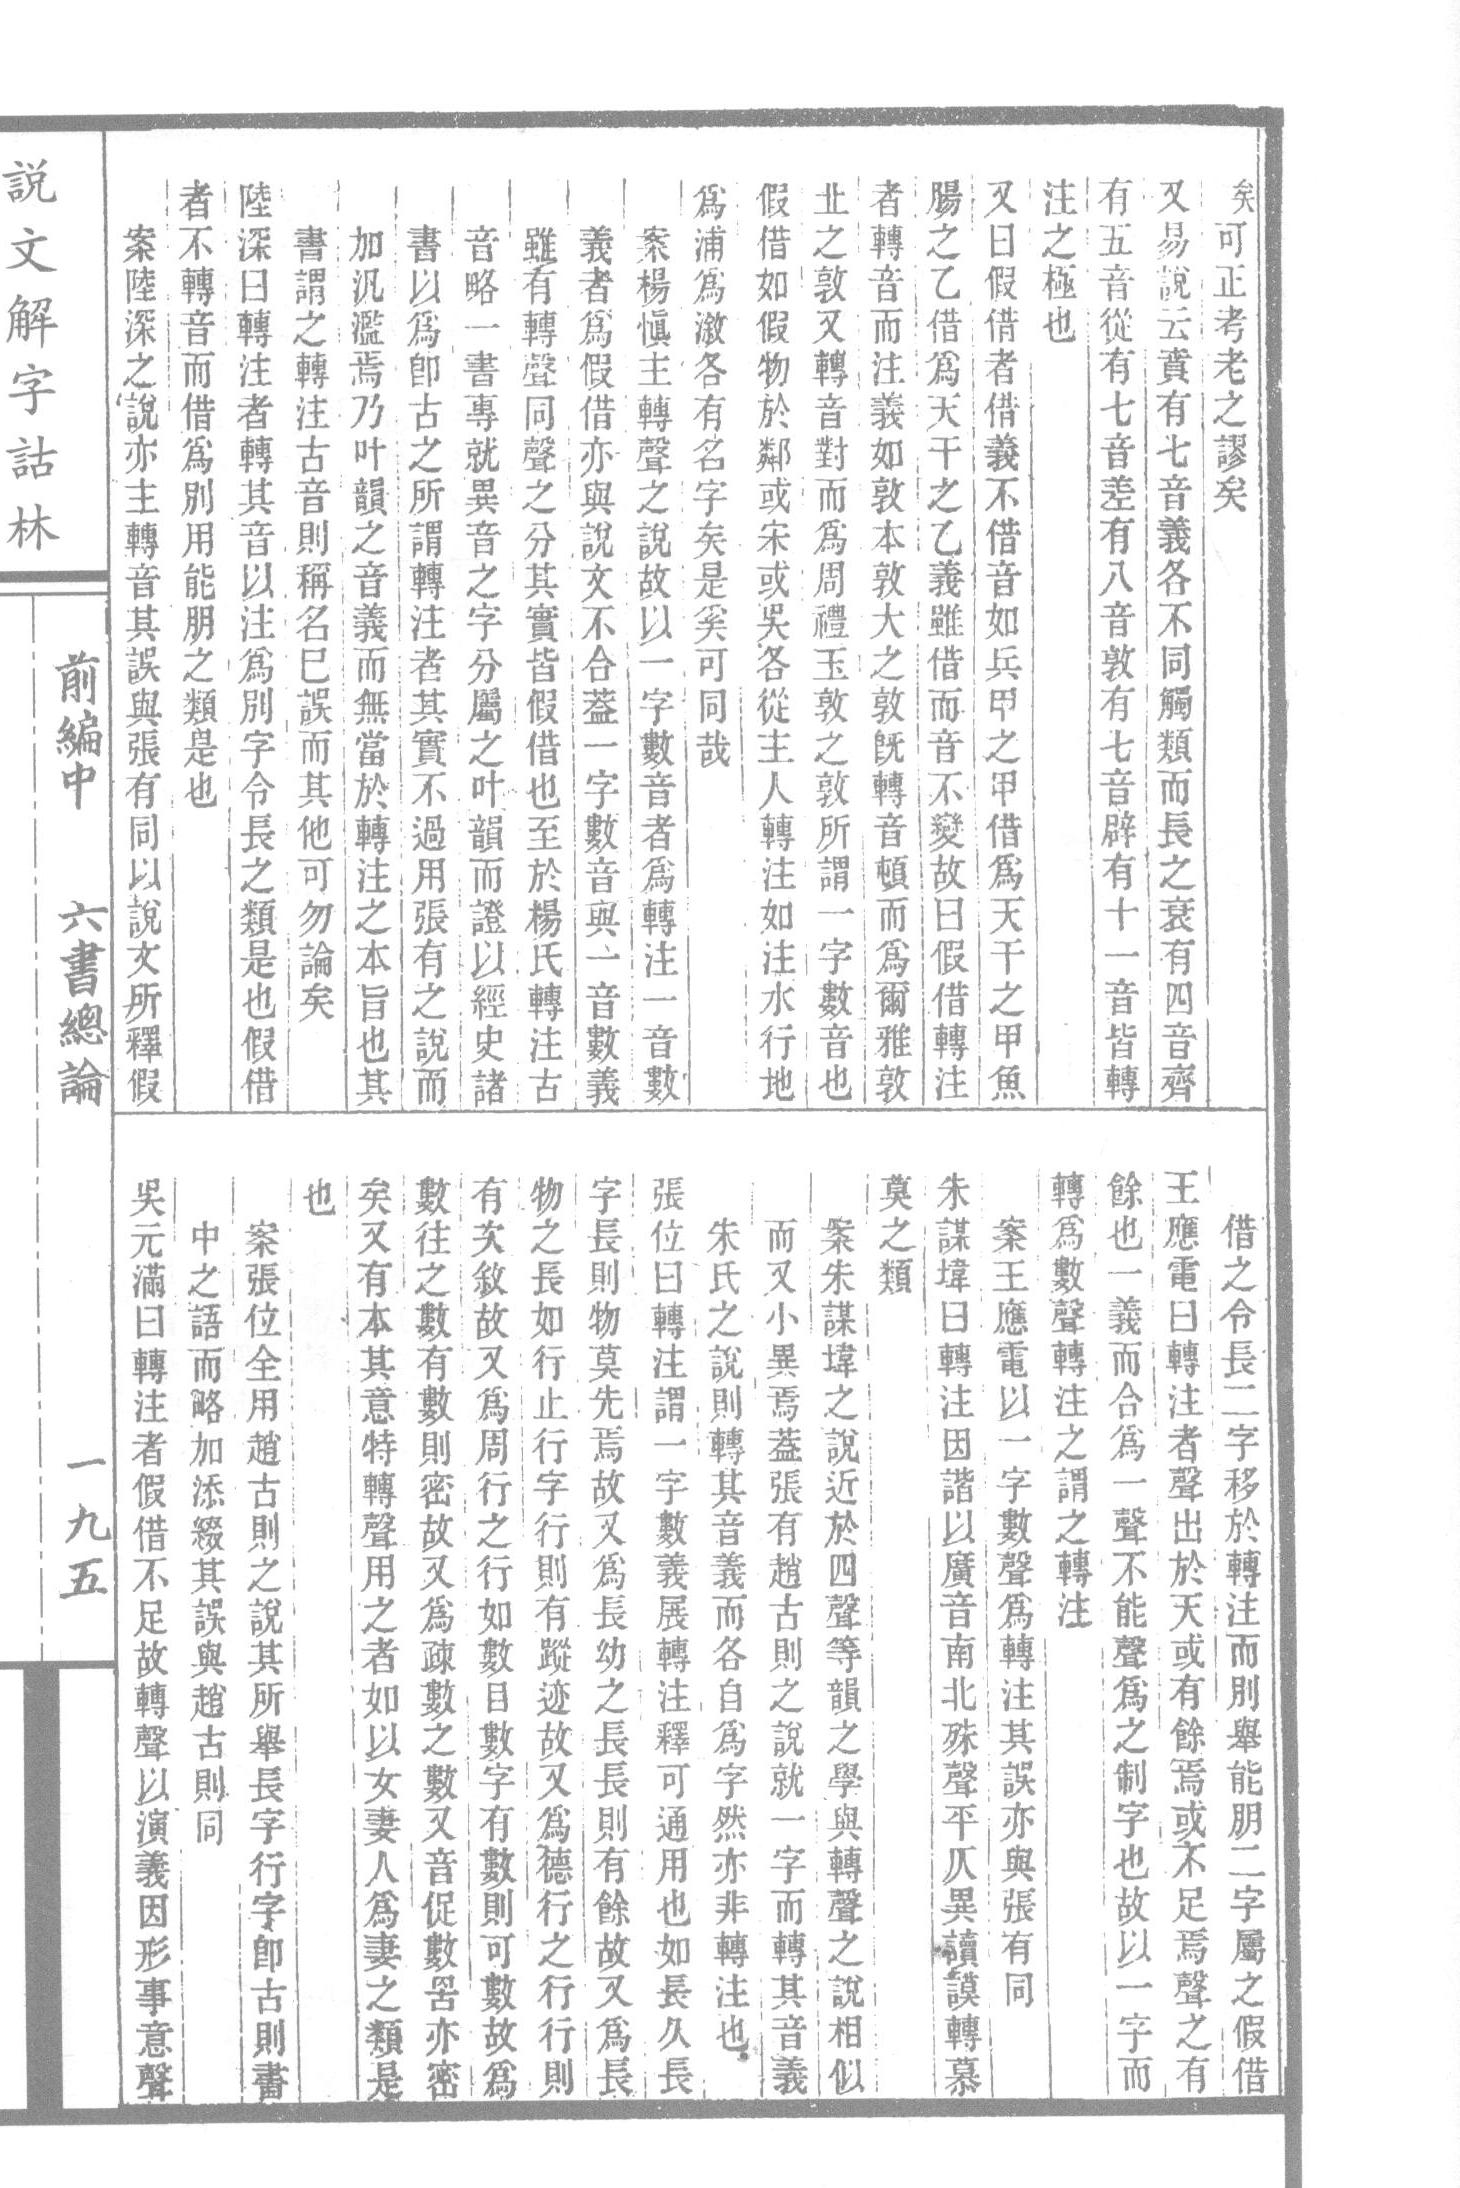 矣可正考老之謬矣
又易說云賁有七音義各不同觸類而長之衰有四音齊
有五音從有七音差有八音敦有七音辟有十一音皆轉
注之極也
又曰假借者借義不借音如兵甲之甲借爲天干之甲魚
腸之乙借爲天干之乙義雖借而音不變故曰假借轉注
者轉音而注義如敦本敦大之敦旣轉音頓而爲爾雅敦
丘之敦又轉音對而爲周禮玉敦之敦所謂一字數音也
假借如假物於鄰或宋或吳各從主人轉注如注水行地
爲浦爲漵各有名字矣是奚可同哉
案楊愼主轉聲之說故以一字數音者爲轉注一音數
義者爲假借亦與說文不合蓋一字數音與一音數義
雖有轉聲同聲之分其實皆假借也至於楊氏轉注古
音略一書專就異音之字分屬之叶韻而證以經史諸
書以爲卽古之所謂轉注者其實不過用張有之說而
加汎濫焉乃叶韻之音義而無當於轉注之本旨也其
書謂之轉注古音則稱名已誤而其他可勿論矣
陸深曰轉注者轉其音以注爲別字令長之類是也假借
者不轉音而借爲別用能朋之類是也
案陸深之說亦主轉音其誤與張有同以說文所釋假
借之令長二字移於轉注而別舉能朋二字屬之假借
王應電曰轉注者聲出於天或有餘焉或不足焉聲之有
餘也一義而合爲一聲不能聲爲之制字也故以一字而
轉爲數聲轉注之謂之轉注
案王應電以一字數聲爲轉注其誤亦與張有同
朱謀㙔曰轉注因諧以廣音南北殊聲平仄異讀謨轉慕
莫之類
案朱謀㙔之說近於四聲等韻之學與轉聲之說相似
而又小異焉蓋張有趙古則之說就一字而轉其音義
朱氏之說則轉其音義而各自爲字然亦非轉注也
張位曰轉注謂一字數義展轉注釋可通用也如長久長
字長則物莫先焉故又爲長幼之長長則有餘故又爲長
物之長如行止行字行則有蹤迹故又爲德行之行行則
有次敘故又爲周行之行如數目數字有數則可數故爲
數往之數有數則密故又爲疎數之數又音促數罟亦密
矣又有本其意特轉聲用之者如以女妻人爲妻之類是
也
案張位全用趙古則之說其所舉長字行字卽古則書
中之語而略加添綴其誤與趙古則同
吳元滿曰轉注者假借不足故轉聲以演義因形事意聲
說文解字詁林
前編中　六書總論　一九五